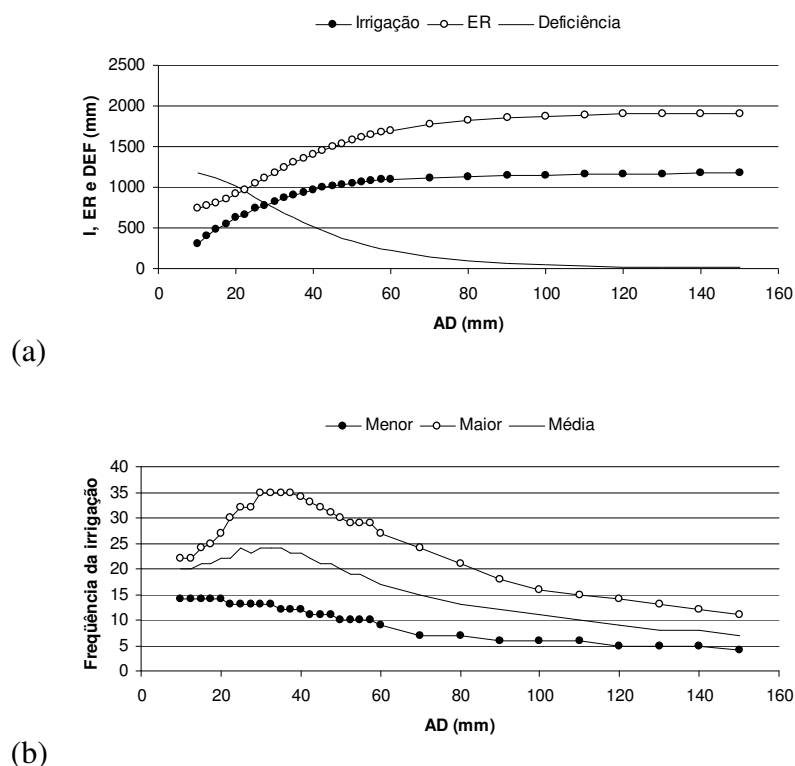 Irrigação ER Deficiência
2500
2000
1500
1000
500
0
I, ER e DEF (mm)
0 20 40 60 80 100 120 140 160
AD (mm)
(a)
Menor Maior Média
40
35
30
25
20
15
10
5
0
Freqüência da irrigação
0 20 40 60 80 100 120 140 160
AD (mm)
(b)